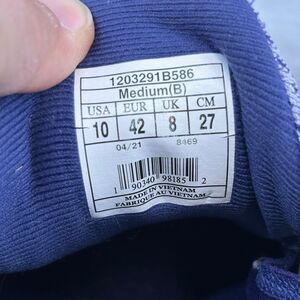 1203291B586
Medium(B)
USA EUR UK CM
10 42 8 27
04/21 8469
1 90340 98185 2
MADE IN VIETNAM
FABRIQUE AU VIETNAM